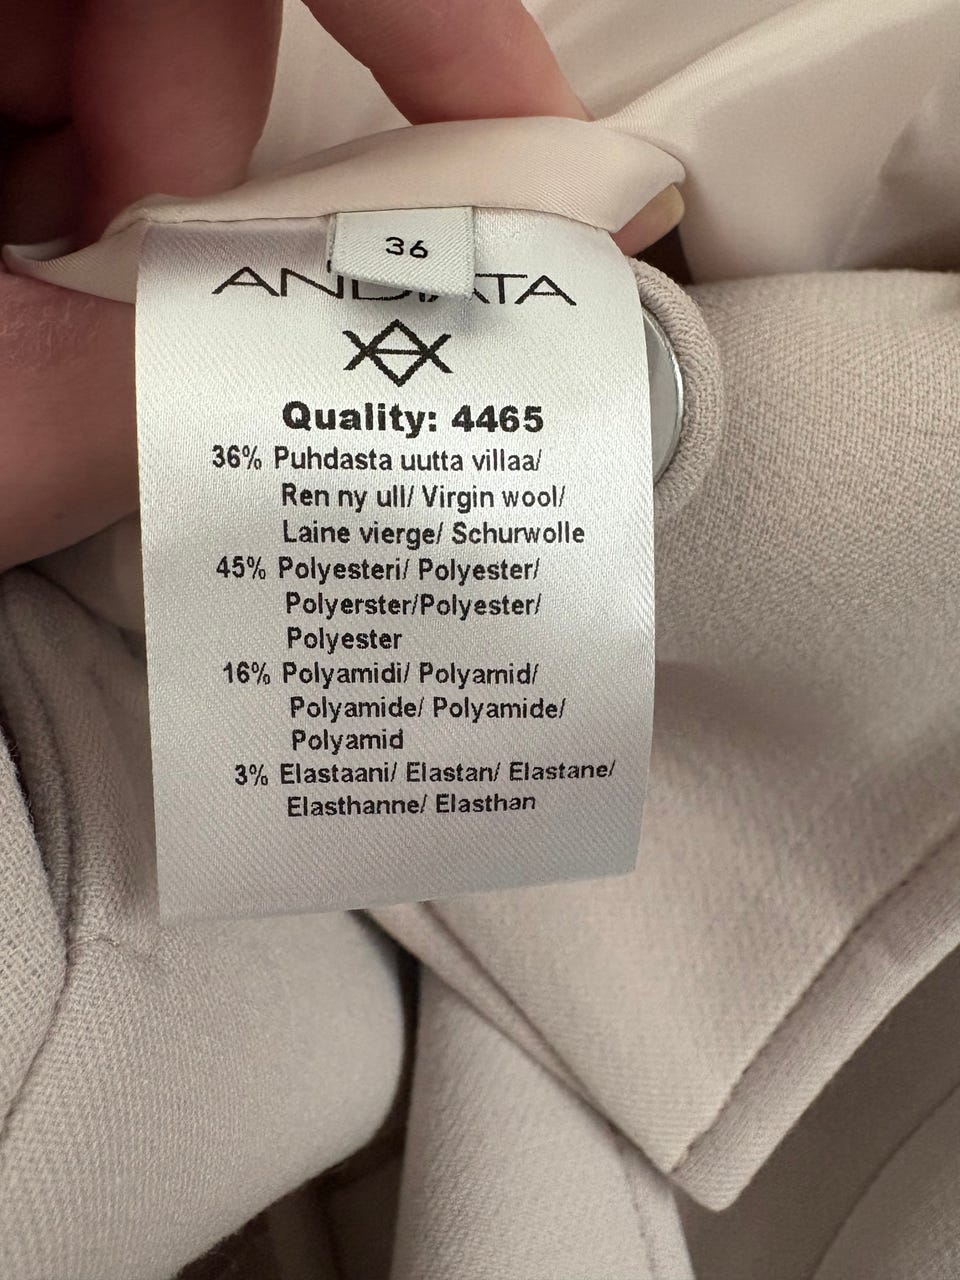 36
ANDIATA
Quality: 4465
36% Puhdasta uutta villaa/
Ren ny ull/ Virgin wool/
Laine vierge/ Schurwolle
45% Polyesteri/ Polyester/
Polyerster/Polyester/
Polyester
16% Polyamidi/ Polyamid/
Polyamide/ Polyamide/
Polyamid
3% Elastaani/ Elastan/ Elastane/
Elasthanne/ Elasthan